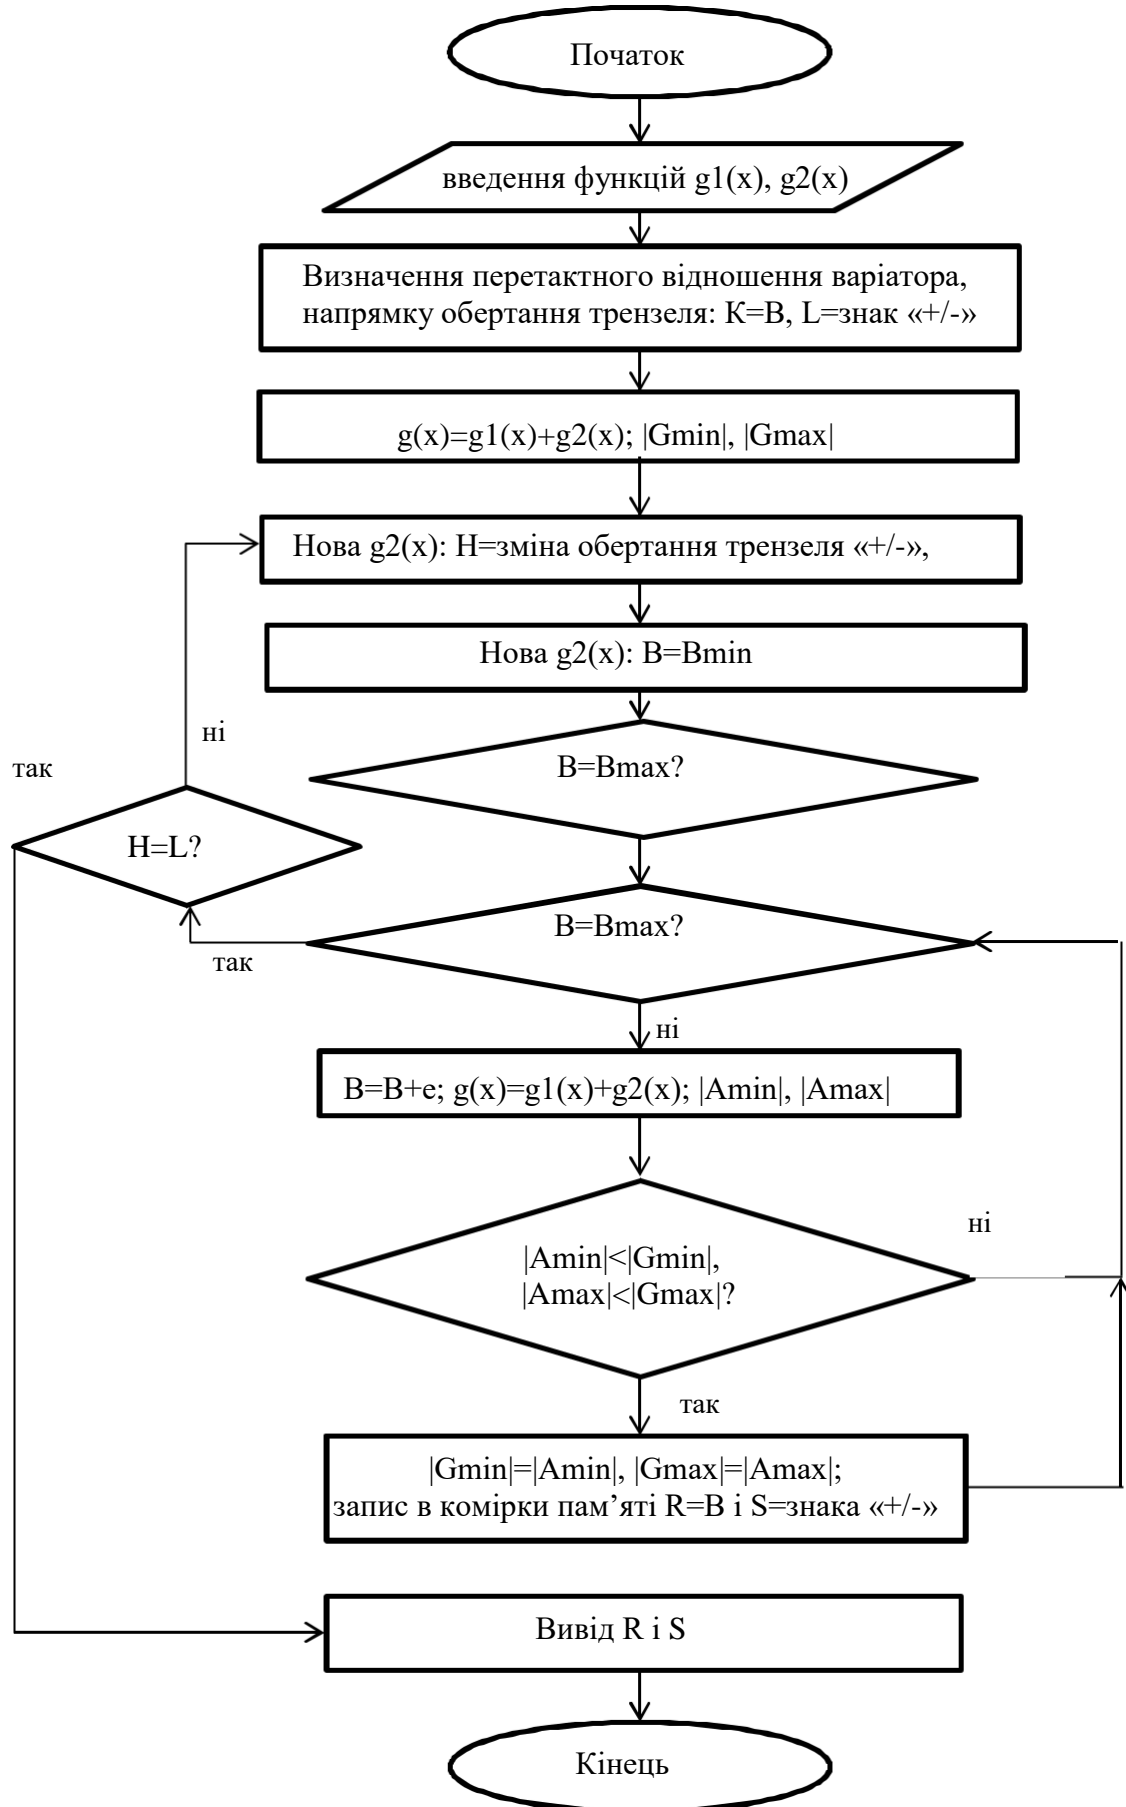 Початок
введення функцій g1(x), g2(x)
Визначення перетактного відношення варіатора,
напрямку обертання трензеля: К=В, L=знак «+/-»
g(x)=g1(x)+g2(x); |Gmin|, |Gmax|
Нова g2(x): Н=зміна обертання трензеля «+/-»,
Нова g2(x): B=Bmin
ні
так
B=Bmax?
H=L?
B=Bmax?
так
ні
B=B+e; g(x)=g1(x)+g2(x); |Amin|, |Amax|
ні
|Amin|<|Gmin|,
|Amax|<|Gmax|?
так
|Gmin|=|Amin|, |Gmax|=|Amax|;
запис в комірки пам’яті R=B і S=знака «+/-»
Вивід R і S
Кінець